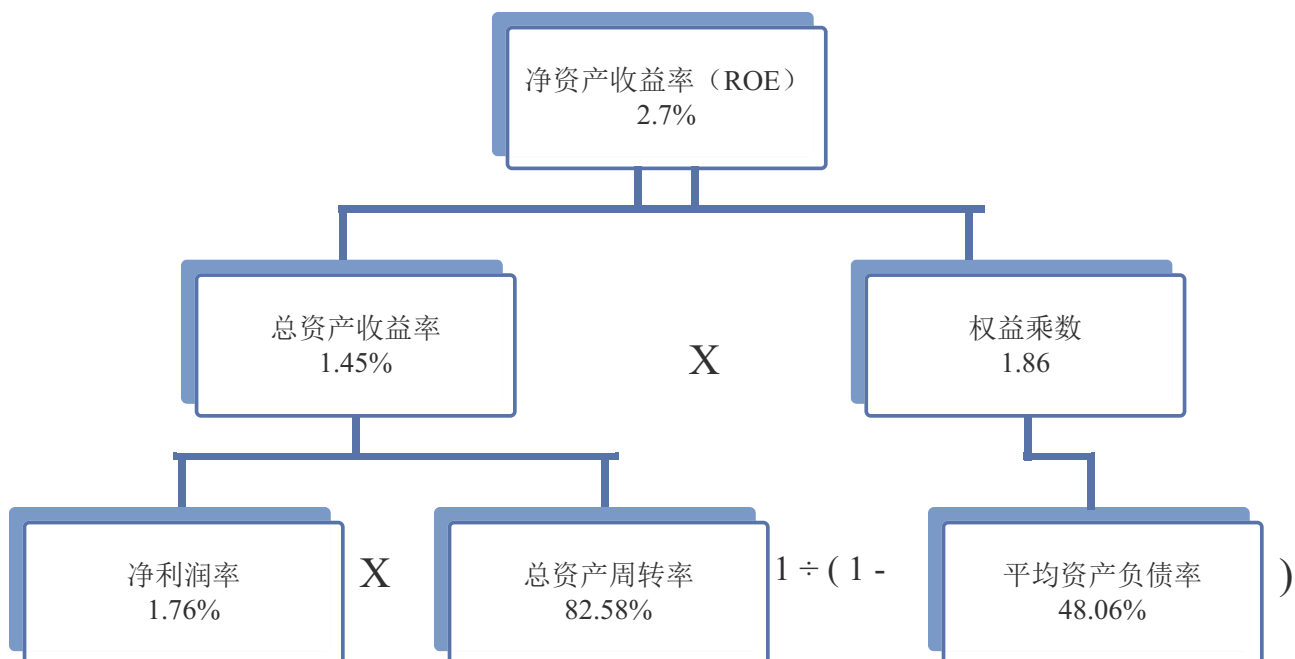 净资产收益率（ROE）
2.7%
总资产收益率
1.45%
X
权益乘数
1.86
净利润率
1.76%
X
总资产周转率
82.58%
1 ÷ ( 1 -
平均资产负债率
48.06%
)